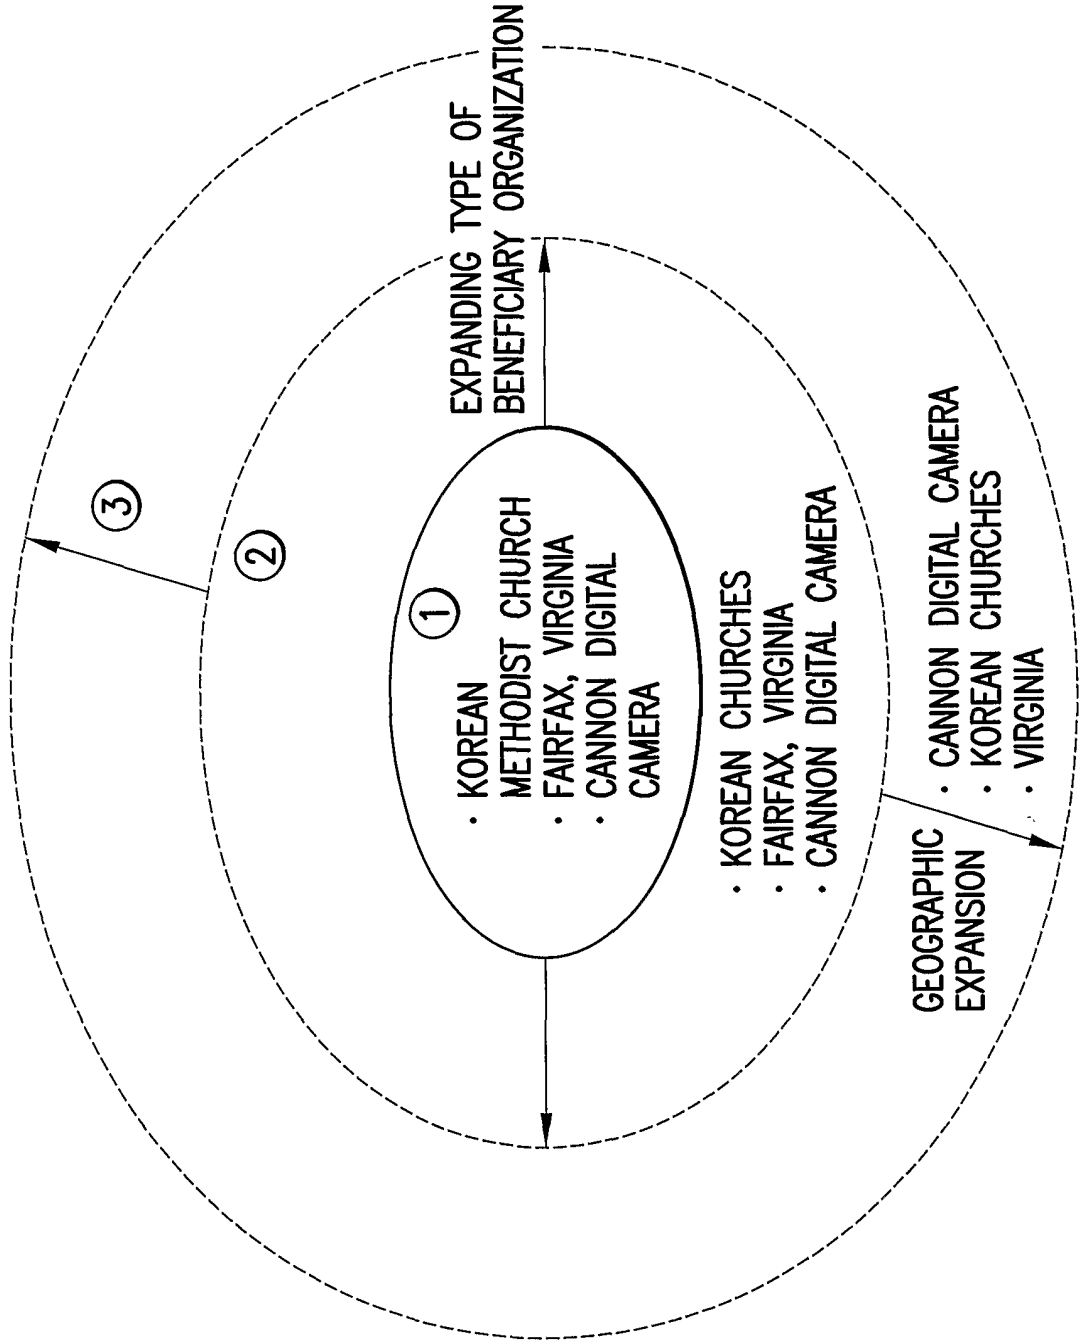 EXPANDING TYPE OF
BENEFICIARY ORGANIZATION
3
2
1
· KOREAN
METHODIST CHURCH
· FAIRFAX, VIRGINIA
· CANNON DIGITAL
CAMERA
· KOREAN CHURCHES
· FAIRFAX, VIRGINIA
· CANNON DIGITAL CAMERA
GEOGRAPHIC
EXPANSION
· CANNON DIGITAL CAMERA
· KOREAN CHURCHES
· VIRGINIA